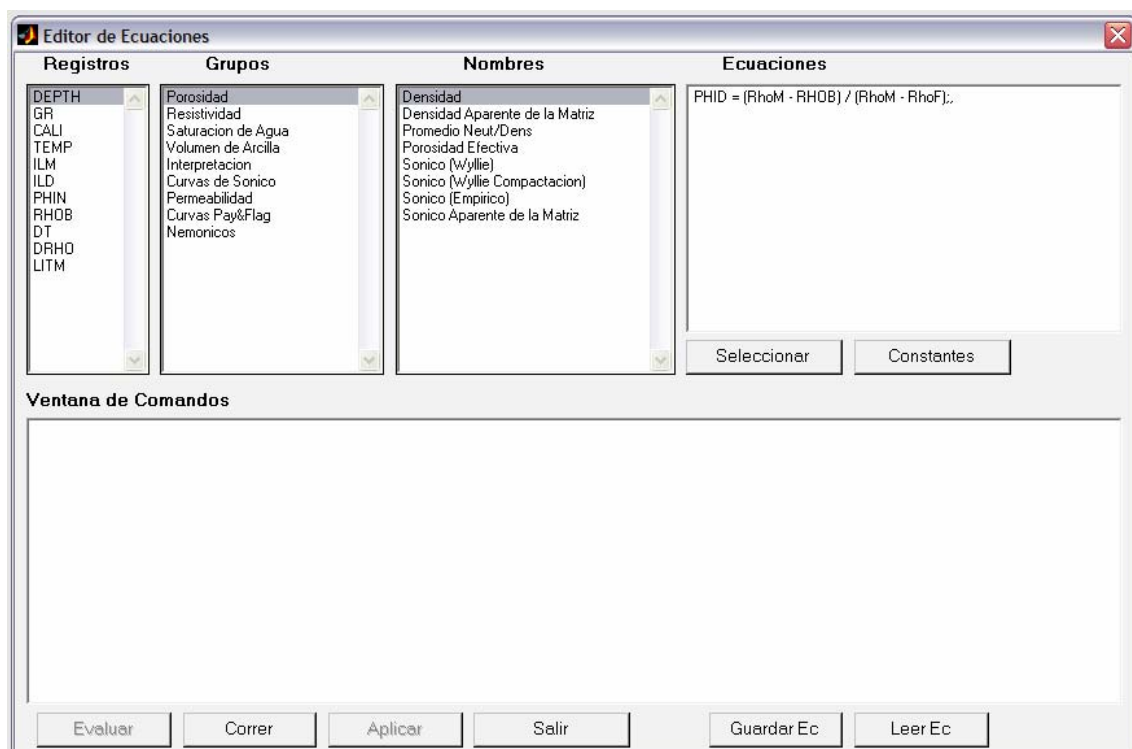 Editor de Ecuaciones
Registros
Grupos
Nombres
Ecuaciones
DEPTH
GR
CALI
TEMP
ILM
ILD
PHIN
RHOB
DT
DRHO
LITM
Porosidad
Resistividad
Saturacion de Agua
Volumen de Arcilla
Interpretacion
Curvas de Sonico
Permeabilidad
Curvas Pay&Flag
Nemonicos
Densidad
Densidad Aparente de la Matriz
Promedio Neut/Dens
Porosidad Efectiva
Sonico (Wyllie)
Sonico (Wyllie Compactacion)
Sonico (Empirico)
Sonico Aparente de la Matriz
PHID = (RhoM - RHOB) / (RhoM - RhoF);,
Seleccionar
Constantes
Ventana de Comandos
Evaluar
Correr
Aplicar
Salir
Guardar Ec
Leer Ec